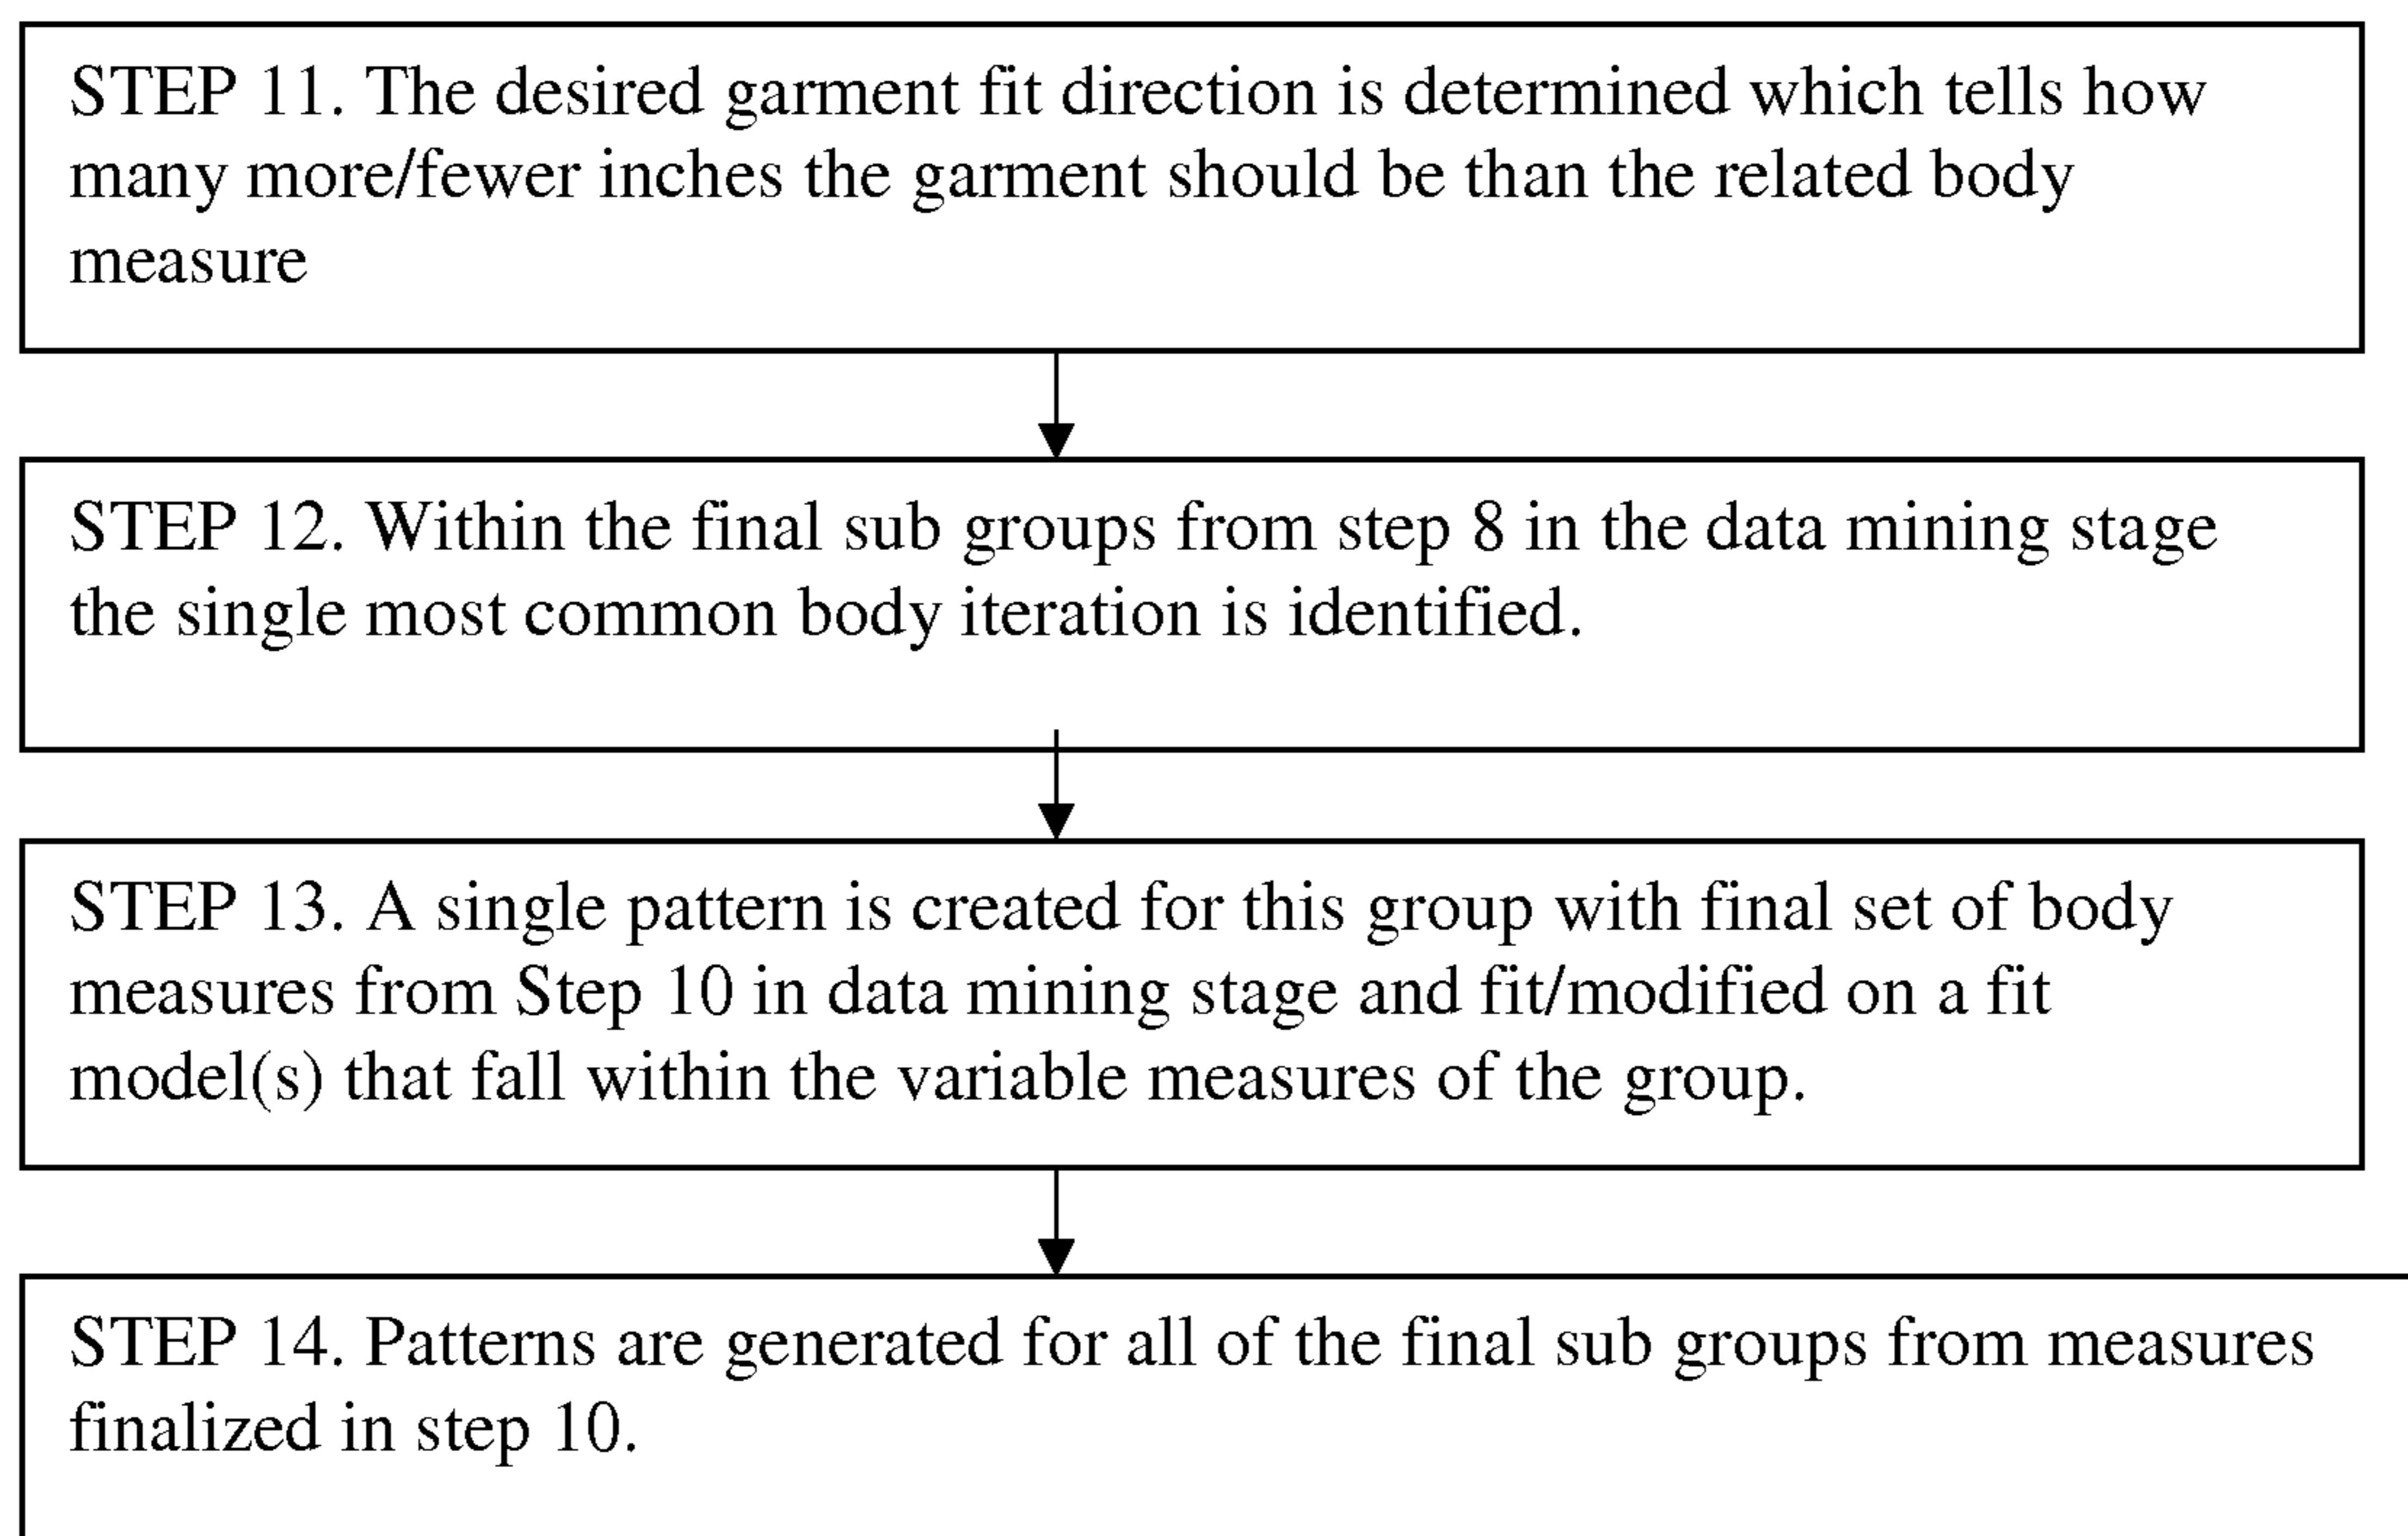 STEP 11. The desired garment fit direction is determined which tells how
many more/fewer inches the garment should be than the related body
measure
STEP 12. Within the final sub groups from step 8 in the data mining stage
the single most common body iteration is identified.
STEP 13. A single pattern is created for this group with final set of body
measures from Step 10 in data mining stage and fit/modified on a fit
model(s) that fall within the variable measures of the group.
STEP 14. Patterns are generated for all of the final sub groups from measures
finalized in step 10.